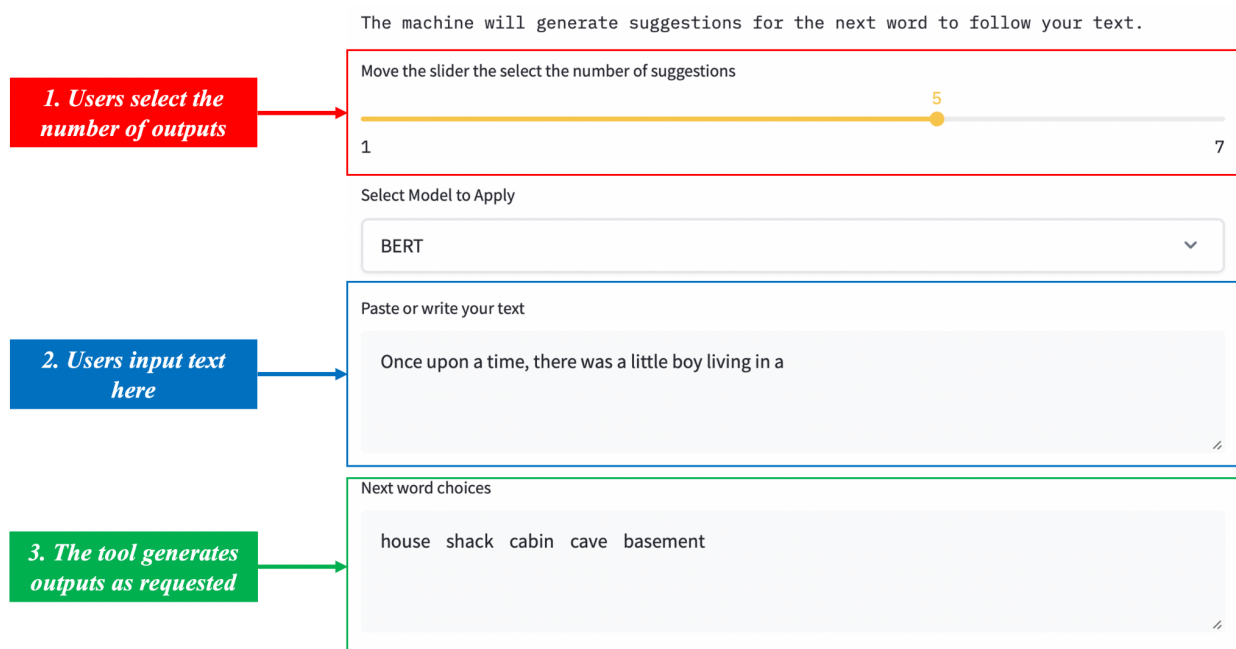 The machine will generate suggestions for the next word to follow your text.
Move the slider the select the number of suggestions
1. Users select the
number of outputs
5
1
7
Select Model to Apply
BERT
Paste or write your text
2. Users input text
here
Once upon a time, there was a little boy living in a
Next word choices
3. The tool generates
outputs as requested
house shack cabin cave basement